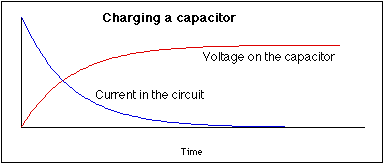 Charging a capacitor
Voltage on the capacitor
Current in the circuit
Time